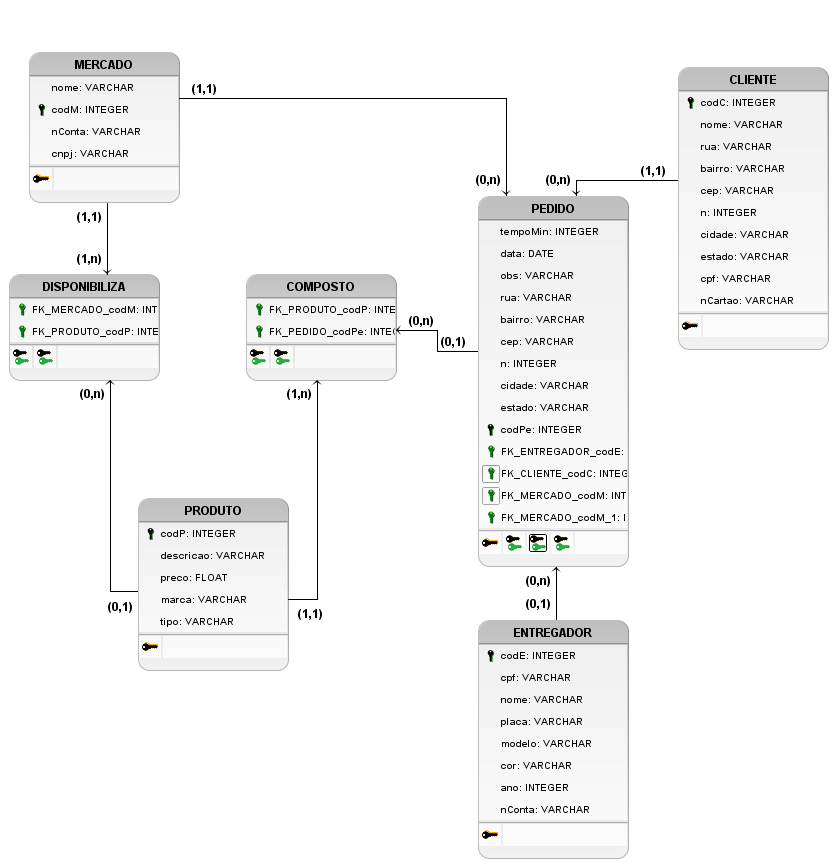 MERCADO
nome: VARCHAR
codM: INTEGER
nConta: VARCHAR
cnpj: VARCHAR
(1,1)
(1,1)
(1,n)
CLIENTE
codC: INTEGER
nome: VARCHAR
rua: VARCHAR
bairro: VARCHAR
cep: VARCHAR
n: INTEGER
cidade: VARCHAR
estado: VARCHAR
cpf: VARCHAR
nCartao: VARCHAR
(1,1)
(0,n)
(0,n)
PEDIDO
tempoMin: INTEGER
data: DATE
obs: VARCHAR
rua: VARCHAR
bairro: VARCHAR
cep: VARCHAR
n: INTEGER
cidade: VARCHAR
estado: VARCHAR
codPe: INTEGER
FK_ENTREGADOR_codE:
FK_CLIENTE_codC: INTEG
FK_MERCADO_codM: INT
FK_MERCADO_codM_1: I
DISPONIBILIZA
FK_MERCADO_codM: INT
FK_PRODUTO_codP: INTE
(0,n)
COMPOSTO
FK_PRODUTO_codP: INTE
FK_PEDIDO_codPe: INTEG
(0,n)
(0,1)
(1,n)
PRODUTO
codP: INTEGER
descricao: VARCHAR
preco: FLOAT
marca: VARCHAR
tipo: VARCHAR
(0,1)
(1,1)
(0,n)
(0,1)
ENTREGADOR
codE: INTEGER
cpf: VARCHAR
nome: VARCHAR
placa: VARCHAR
modelo: VARCHAR
cor: VARCHAR
ano: INTEGER
nConta: VARCHAR